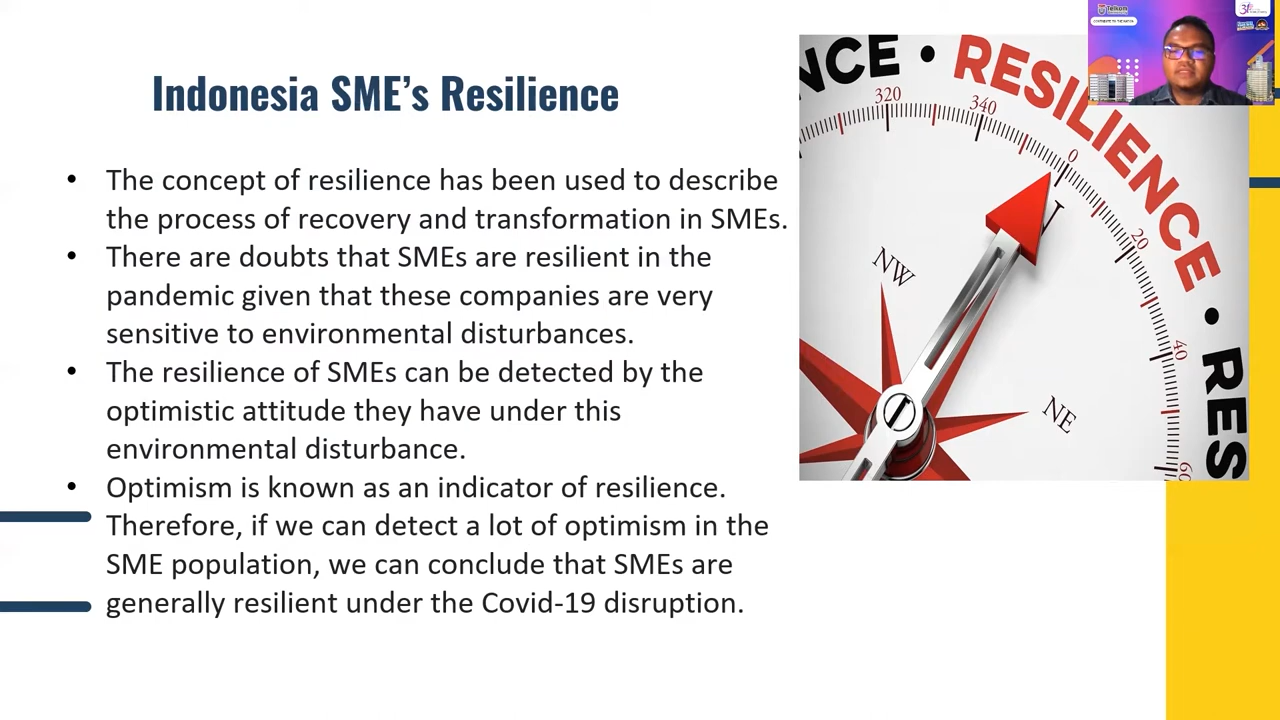 Indonesia SME's Resilience
• The concept of resilience has been used to describe
the process of recovery and transformation in SMEs.
• There are doubts that SMEs are resilient in the
pandemic given that these companies are very
sensitive to environmental disturbances.
• The resilience of SMEs can be detected by the
optimistic attitude they have under this
environmental disturbance.
• Optimism is known as an indicator of resilience.
Therefore, if we can detect a lot of optimism in the
SME population, we can conclude that SMEs are
generally resilient under the Covid-19 disruption.
NCE • RESILIENCE • RES
320
340
0
20
40
60
NW
NE
Telkom